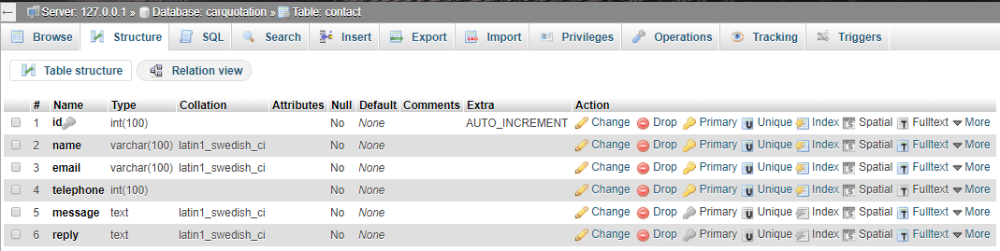 Server: 127.0.0.1 » Database: carquotation » Table: contact
Browse Structure SQL Search Insert Export Import Privileges Operations Tracking Triggers
Table structure Relation view
# Name Type Collation Attributes Null Default Comments Extra Action
1 id int(100) No None AUTO_INCREMENT Change Drop Primary Unique Index Spatial Fulltext More
2 name varchar(100) latin1_swedish_ci No None Change Drop Primary Unique Index Spatial Fulltext More
3 email varchar(100) latin1_swedish_ci No None Change Drop Primary Unique Index Spatial Fulltext More
4 telephone int(100) No None Change Drop Primary Unique Index Spatial Fulltext More
5 message text latin1_swedish_ci No None Change Drop Primary Unique Index Spatial Fulltext More
6 reply text latin1_swedish_ci No None Change Drop Primary Unique Index Spatial Fulltext More